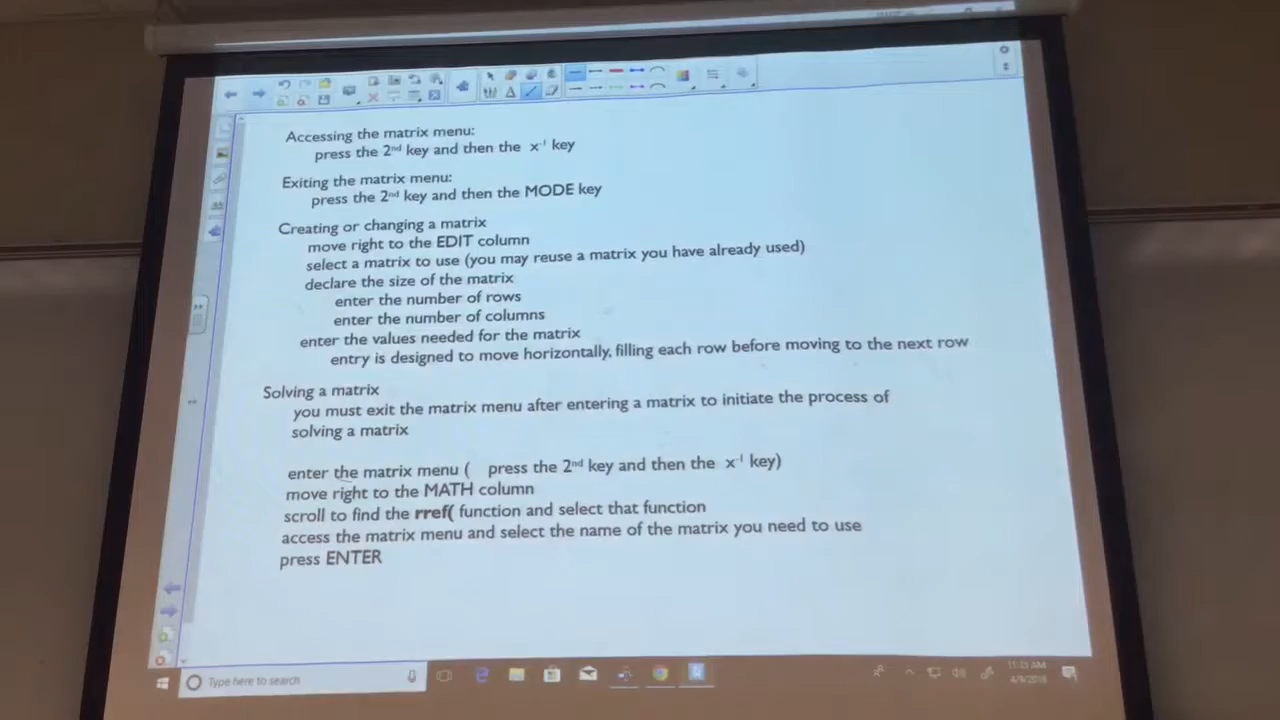 Accessing the matrix menu:
press the 2nd key and then the x-1 key
Exiting the matrix menu:
press the 2nd key and then the MODE key
Creating or changing a matrix
move right to the EDIT column
select a matrix to use (you may reuse a matrix you have already used)
declare the size of the matrix
enter the number of rows
enter the number of columns
enter the values needed for the matrix
entry is designed to move horizontally, filling each row before moving to the next row
Solving a matrix
you must exit the matrix menu after entering a matrix to initiate the process of
solving a matrix
enter the matrix menu ( press the 2nd key and then the x-1 key)
move right to the MATH column
scroll to find the rref( function and select that function
access the matrix menu and select the name of the matrix you need to use
press ENTER
Type here to search
4/9/2018